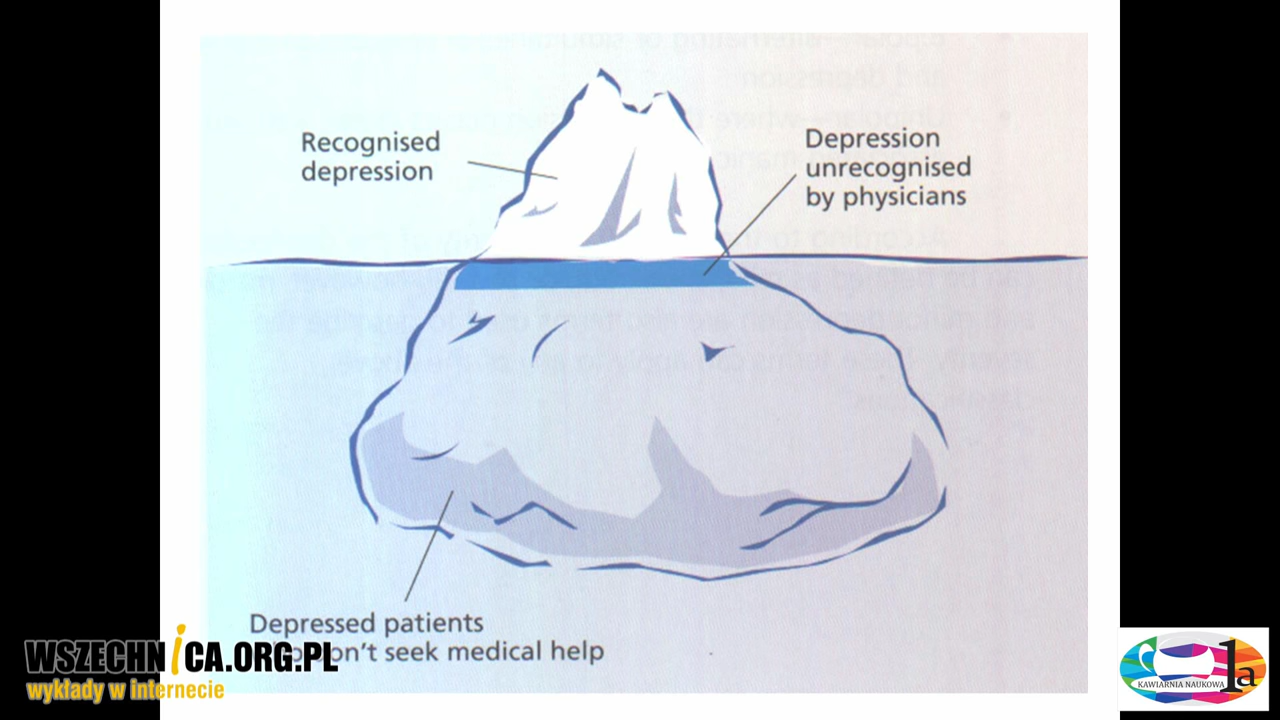 Recognised
depression
Depression
unrecognised
by physicians
Depressed patients
don't seek medical help
WSZECHNiCA.ORG.PL
wykłady w internecie
KAWIARNIA NAUKOWA 1a